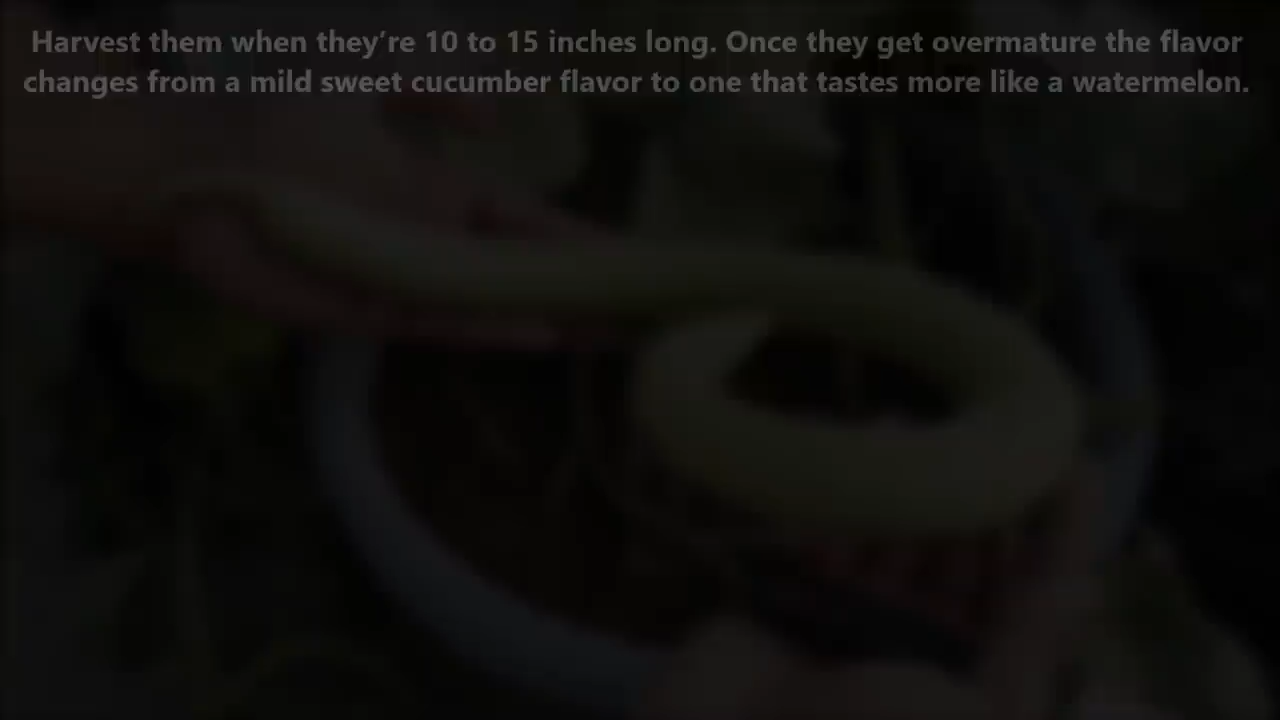 Harvest them when they’re 10 to 15 inches long. Once they get overmature the flavor
changes from a mild sweet cucumber flavor to one that tastes more like a watermelon.